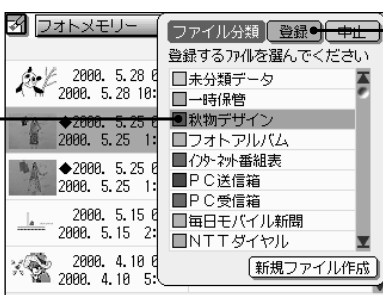 フォトメモリー
ファイル分類 登録 中止
登録するファイルを選んでください
未分類データ
一時保管
秋物デザイン
フォトアルバム
インターネット番組表
PC送信箱
PC受信箱
毎日モバイル新聞
NTTダイヤル
新規ファイル作成
2000. 5.28 6
2000. 5.28 10:
◆2000. 5.25 6
2000. 5.25 1:
◆2000. 5.25 6
2000. 5.25 1:
2000. 5.15 6
2000. 5.15 2:
2000. 4.10 6
2000. 4.10 5: